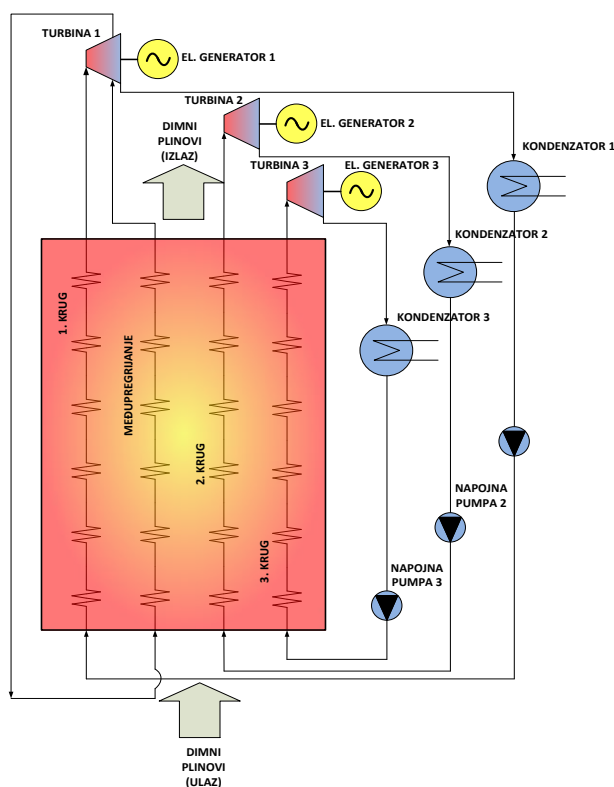 TURBINA 1
EL. GENERATOR 1
TURBINA 2
EL. GENERATOR 2
DIMNI
PLINOVI
(IZLAZ)
TURBINA 3
EL. GENERATOR 3
KONDENZATOR 1
KONDENZATOR 2
KONDENZATOR 3
1. KRUG
MEĐUPREGRIJANJE
2. KRUG
3. KRUG
NAPOJNA
PUMPA 2
NAPOJNA
PUMPA 3
DIMNI
PLINOVI
(ULAZ)